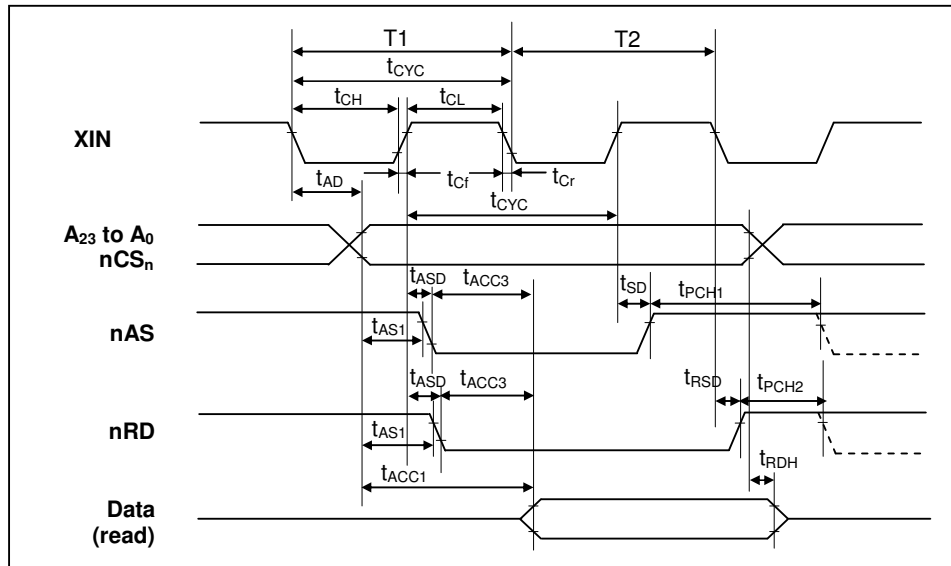 T1 T2
tCYC
tCH tCL
XIN
tAD tCf tCr
tCYC
A23 to A0
nCSn
tASD tACC3 tSD tPCH1
nAS
tAS1
tASD tACC3 tRSD tPCH2
nRD
tAS1
tRDH
tACC1
Data
(read)